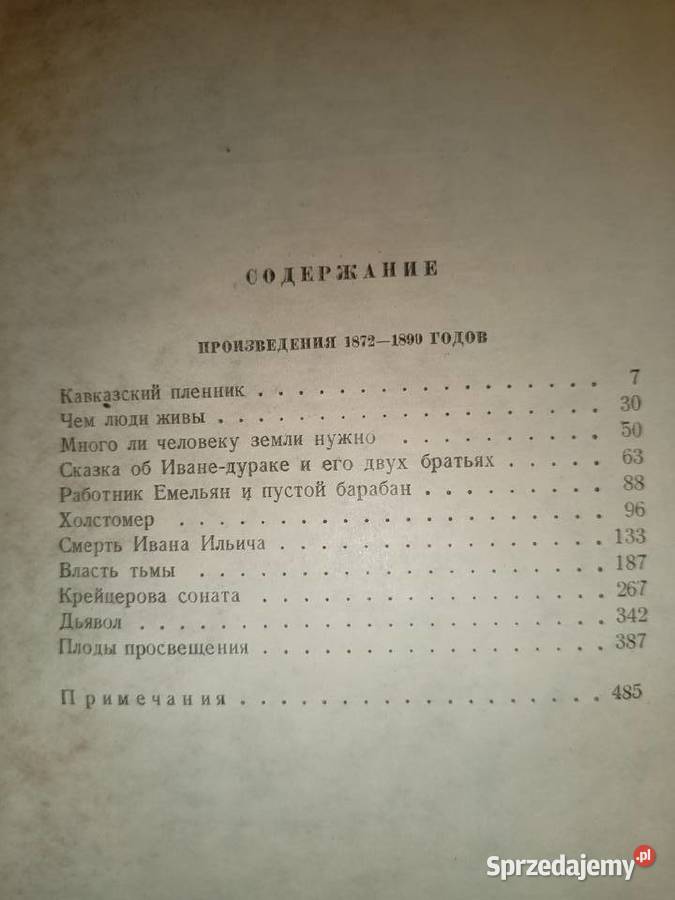 СОДЕРЖАНИЕ
ПРОИЗВЕДЕНИЯ 1872—1890 ГОДОВ
Кавказский пленник . . . . . . . . . . . . . . . . 7
Чем люди живы . . . . . . . . . . . . . . . . . . 30
Много ли человеку земли нужно . . . . . . . . . . 50
Сказка об Иване-дураке и его двух братьях . . . . . 63
Работник Емельян и пустой барабан . . . . . . . . . 88
Холстомер . . . . . . . . . . . . . . . . . . . . 96
Смерть Ивана Ильича . . . . . . . . . . . . . . . 133
Власть тьмы . . . . . . . . . . . . . . . . . . . 187
Крейцерова соната . . . . . . . . . . . . . . . . 267
Дьявол . . . . . . . . . . . . . . . . . . . . . 342
Плоды просвещения . . . . . . . . . . . . . . . . 387
Примечания . . . . . . . . . . . . . . . . . . . 485
Sprzedajemy.pl